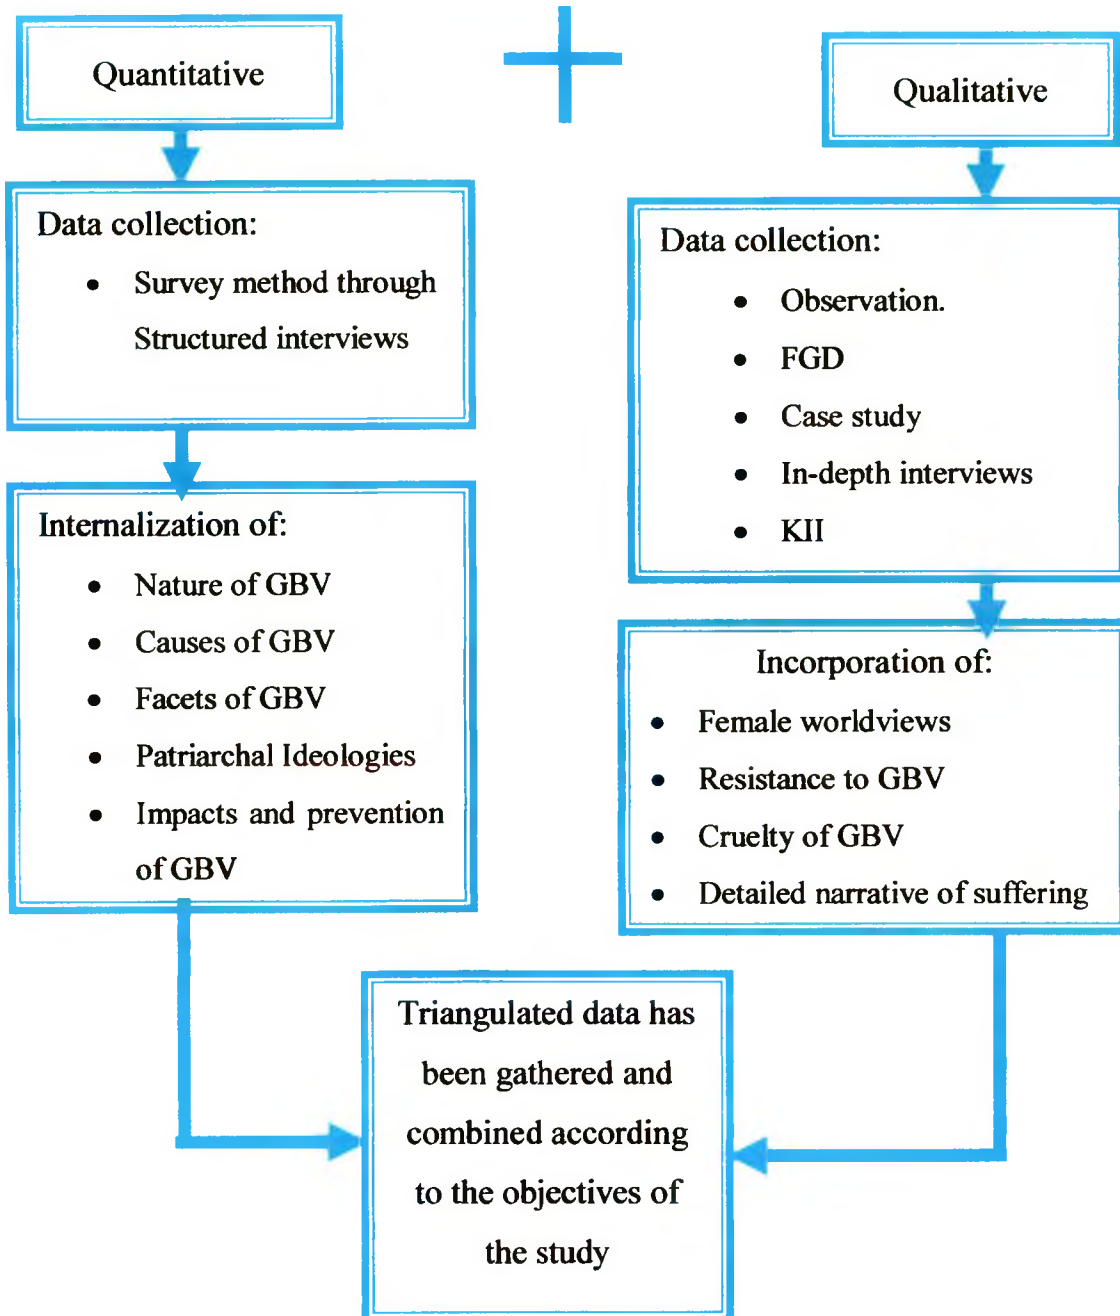 Quantitative
Data collection:
• Survey method through
Structured interviews
Internalization of:
• Nature of GBV
• Causes of GBV
• Facets of GBV
• Patriarchal Ideologies
• Impacts and prevention
of GBV
Qualitative
Data collection:
• Observation.
• FGD
• Case study
• In-depth interviews
• KII
Incorporation of:
• Female worldviews
• Resistance to GBV
• Cruelty of GBV
• Detailed narrative of suffering
Triangulated data has
been gathered and
combined according
to the objectives of
the study